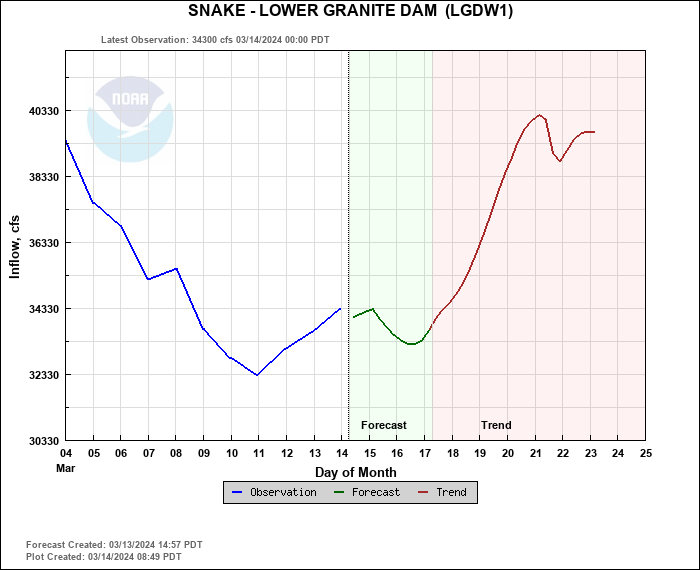 SNAKE - LOWER GRANITE DAM (LGDW1)
Latest Observation: 34300 cfs 03/14/2024 00:00 PDT
NOAA
40330
38330
36330
34330
32330
30330
Inflow, cfs
Forecast
Trend
04 05 06 07 08 09 10 11 12 13 14 15 16 17 18 19 20 21 22 23 24 25
Mar
Day of Month
Observation Forecast Trend
Forecast Created: 03/13/2024 14:57 PDT
Plot Created: 03/14/2024 08:49 PDT